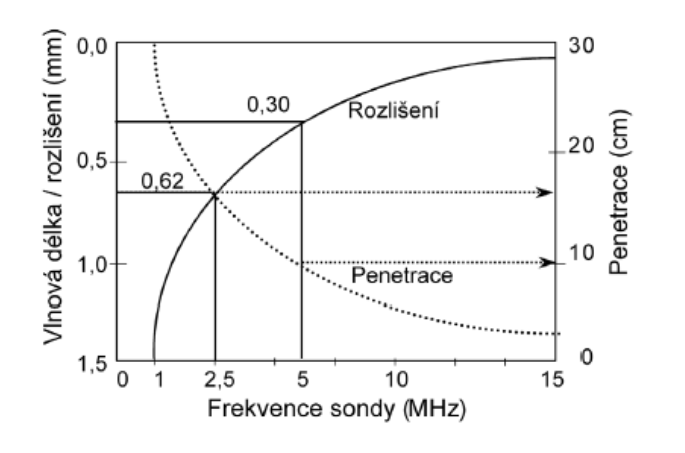 Vlnová délka / rozlišení (mm)
0,0
0,5
1,0
1,5
0,30
0,62
Rozlišení
Penetrace
30
20
10
0
Penetrace (cm)
0 1 2,5 5 10 15
Frekvence sondy (MHz)